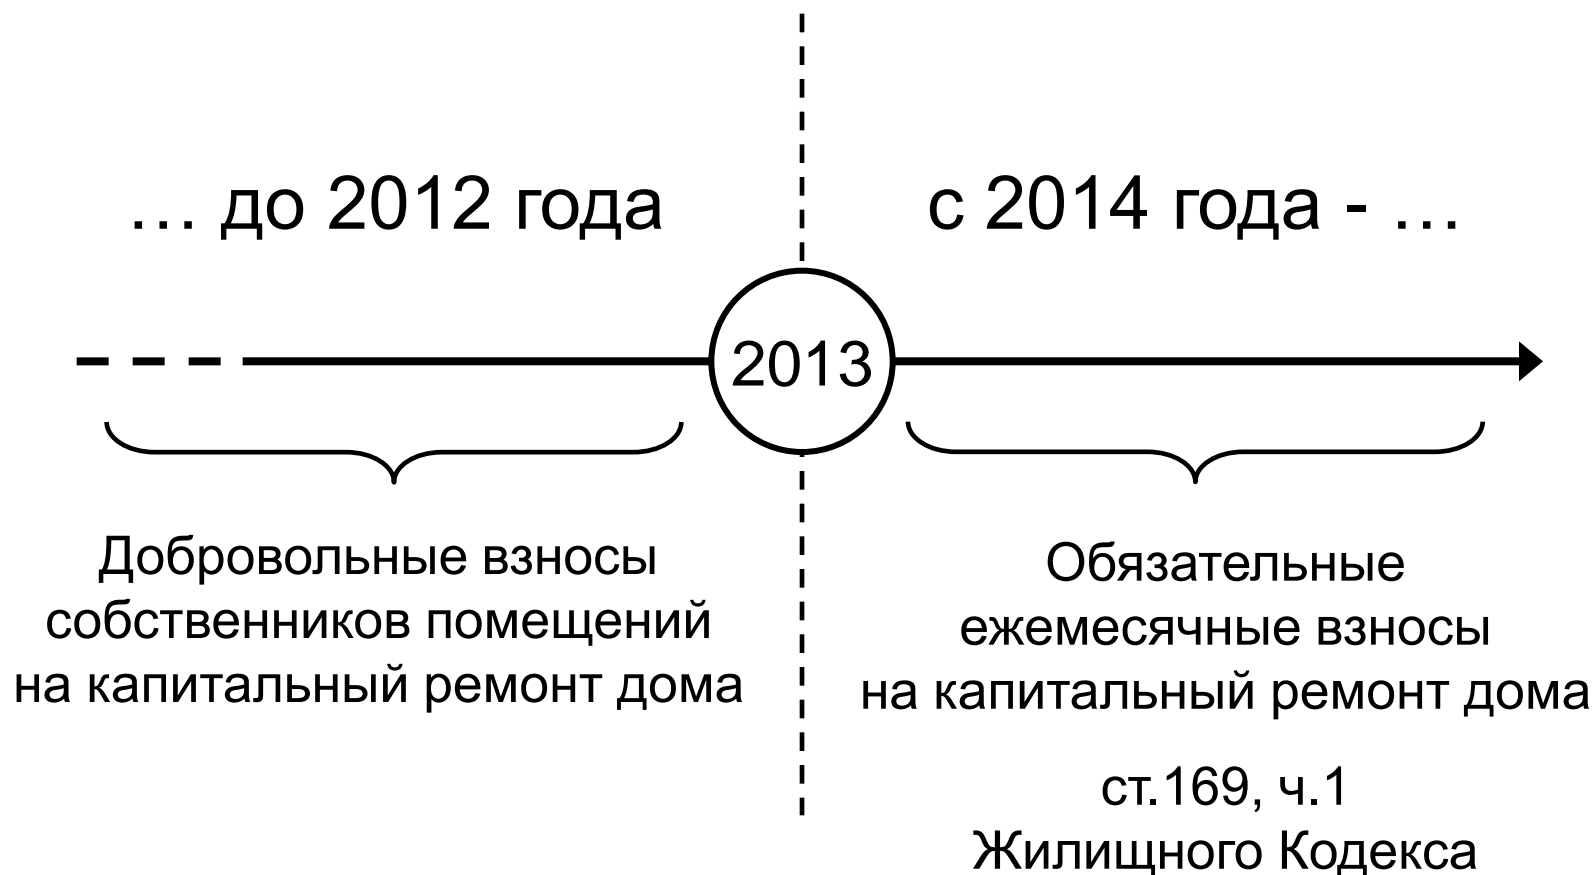 … до 2012 года
с 2014 года - …
2013
Добровольные взносы
собственников помещений
на капитальный ремонт дома
Обязательные
ежемесячные взносы
на капитальный ремонт дома
ст.169, ч.1
Жилищного Кодекса